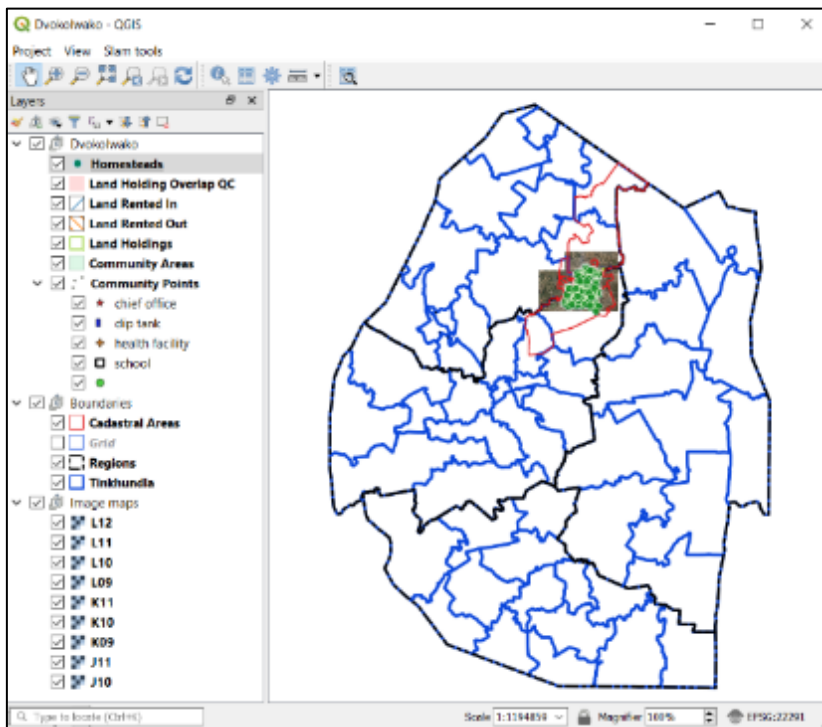 Dvokolwako - QGIS
Project View Slam tools
Layers
Dvokolwako
Homesteads
Land Holding Overlap QC
Land Rented In
Land Rented Out
Land Holdings
Community Areas
Community Points
chief office
dip tank
health facility
school
Boundaries
Cadastral Areas
Grid
Regions
Tinkhundla
Image maps
L12
L11
L10
L09
K11
K10
K09
J11
J10
Type to locate (Ctrl+K)
Scale 1:1194859 Magnifier 100% EPSG:22291